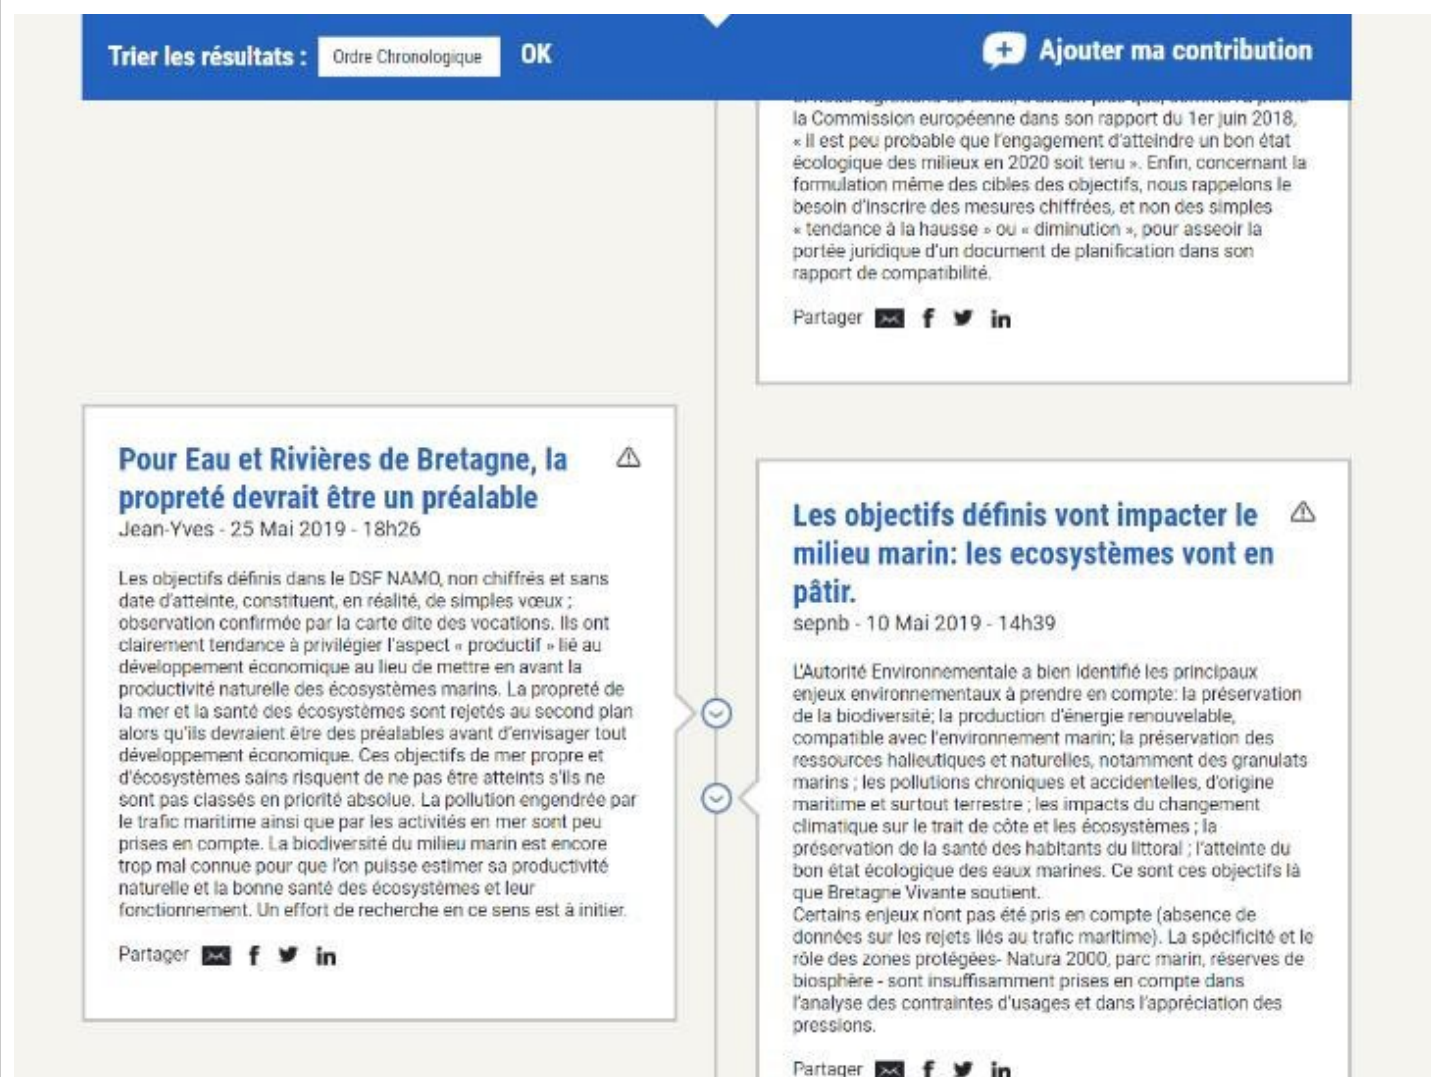 Trier les résultats :
Ordre Chronologique
OK
Ajouter ma contribution
la Commission européenne dans son rapport du 1er juin 2018,
« il est peu probable que l'engagement d'atteindre un bon état
écologique des milieux en 2020 soit tenu ». Enfin, concernant la
formulation même des cibles des objectifs, nous rappelons le
besoin d'inscrire des mesures chiffrées, et non des simples
« tendance à la hausse » ou « diminution », pour asseoir la
portée juridique d'un document de planification dans son
rapport de compatibilité.
Partager
Pour Eau et Rivières de Bretagne, la
propreté devrait être un préalable
Jean-Yves - 25 Mai 2019 - 18h26
Les objectifs définis dans le DSF NAMO, non chiffrés et sans
date d'atteinte, constituent, en réalité, de simples vœux ;
observation confirmée par la carte dite des vocations. Ils ont
clairement tendance à privilégier l'aspect « productif » lié au
développement économique au lieu de mettre en avant la
productivité naturelle des écosystèmes marins. La propreté de
la mer et la santé des écosystèmes sont rejetés au second plan
alors qu'ils devraient être des préalables avant d'envisager tout
développement économique. Ces objectifs de mer propre et
d'écosystèmes sains risquent de ne pas être atteints s'ils ne
sont pas classés en priorité absolue. La pollution engendrée par
le trafic maritime ainsi que par les activités en mer sont peu
prises en compte. La biodiversité du milieu marin est encore
trop mal connue pour que l'on puisse estimer sa productivité
naturelle et la bonne santé des écosystèmes et leur
fonctionnement. Un effort de recherche en ce sens est à initier.
Partager
Les objectifs définis vont impacter le
milieu marin: les ecosystèmes vont en
pâtir.
sepnb - 10 Mai 2019 - 14h39
L'Autorité Environnementale a bien identifié les principaux
enjeux environnementaux à prendre en compte: la préservation
de la biodiversité; la production d'énergie renouvelable,
compatible avec l'environnement marin; la préservation des
ressources halieutiques et naturelles, notamment des granulats
marins ; les pollutions chroniques et accidentelles, d'origine
maritime et surtout terrestre ; les impacts du changement
climatique sur le trait de côte et les écosystèmes ; la
préservation de la santé des habitants du littoral ; l'atteinte du
bon état écologique des eaux marines. Ce sont ces objectifs là
que Bretagne Vivante soutient.
Certains enjeux n'ont pas été pris en compte (absence de
données sur les rejets liés au trafic maritime). La spécificité et le
rôle des zones protégées- Natura 2000, parc marin, réserves de
biosphère - sont insuffisamment prises en compte dans
l'analyse des contraintes d'usages et dans l'appréciation des
pressions.
Partager